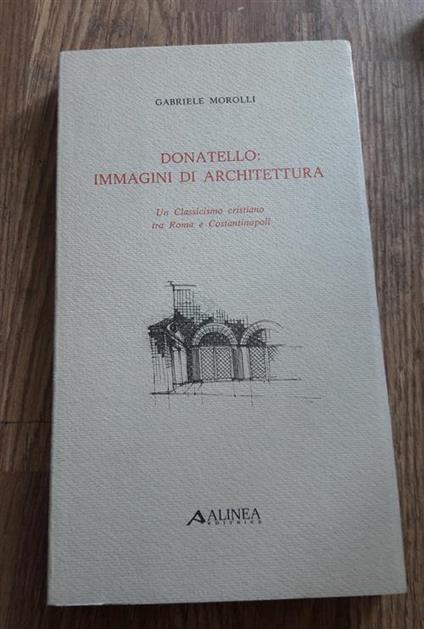 GABRIELE MOROLLI
DONATELLO:
IMMAGINI DI ARCHITETTURA
Un Classicismo cristiano
tra Roma e Costantinopoli
ALINEA
EDITRICE